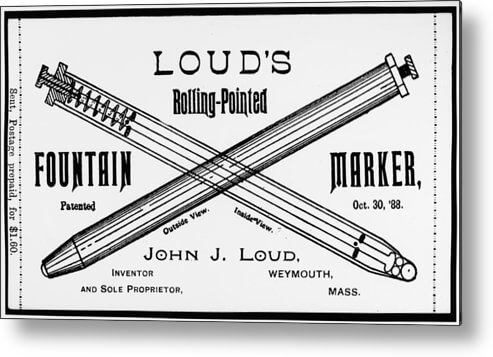 LOUD'S
Rolling-Pointed
FOUNTAIN MARKER,
Patented Oct. 30, '88.
Outside View. Inside View.
JOHN J. LOUD,
INVENTOR WEYMOUTH,
AND SOLE PROPRIETOR, MASS.
Sent, Postage prepaid, for $1.60.